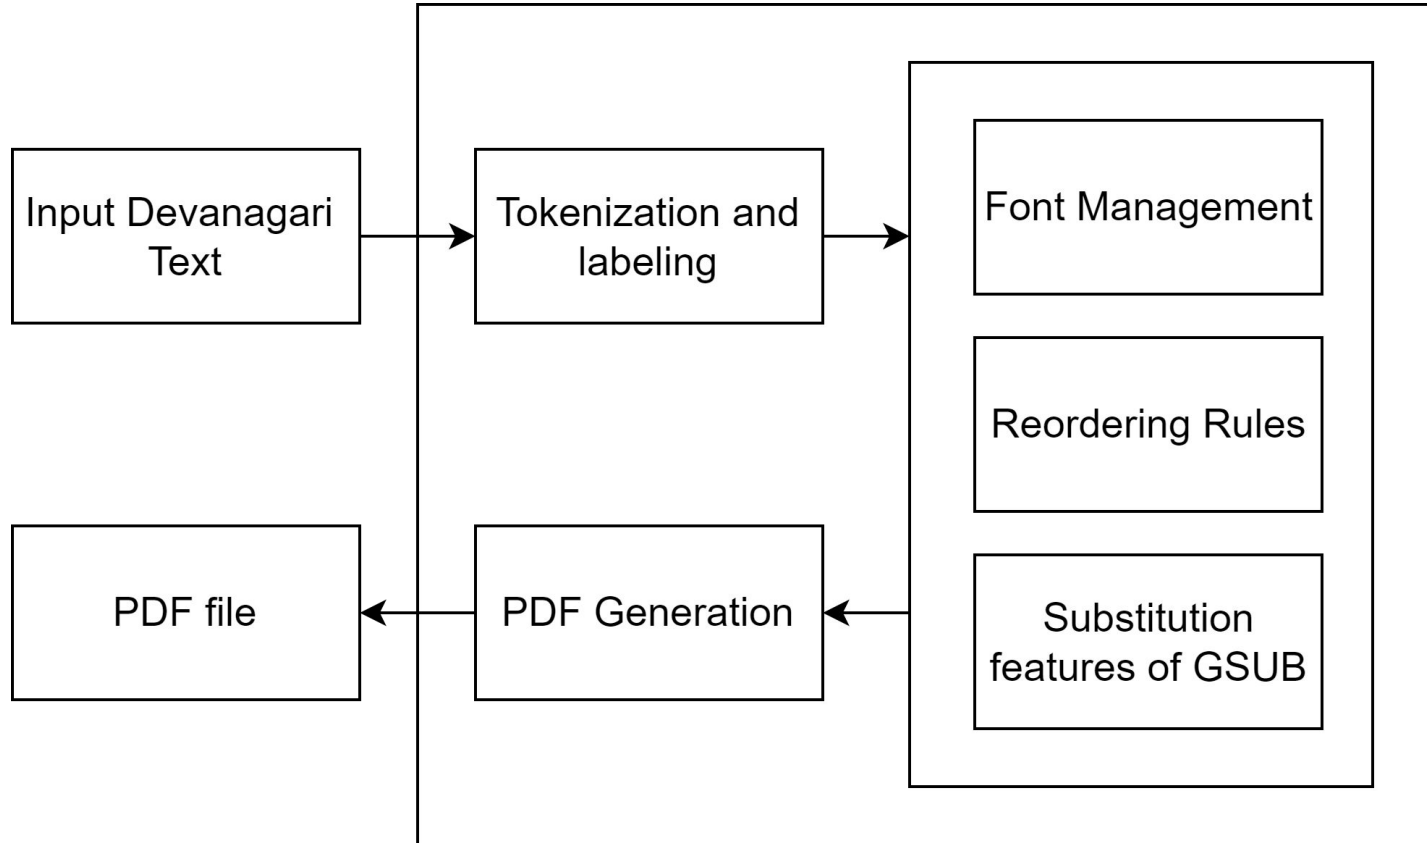 Input Devanagari
Text
Tokenization and
labeling
Font Management
Reordering Rules
Substitution
features of GSUB
PDF Generation
PDF file